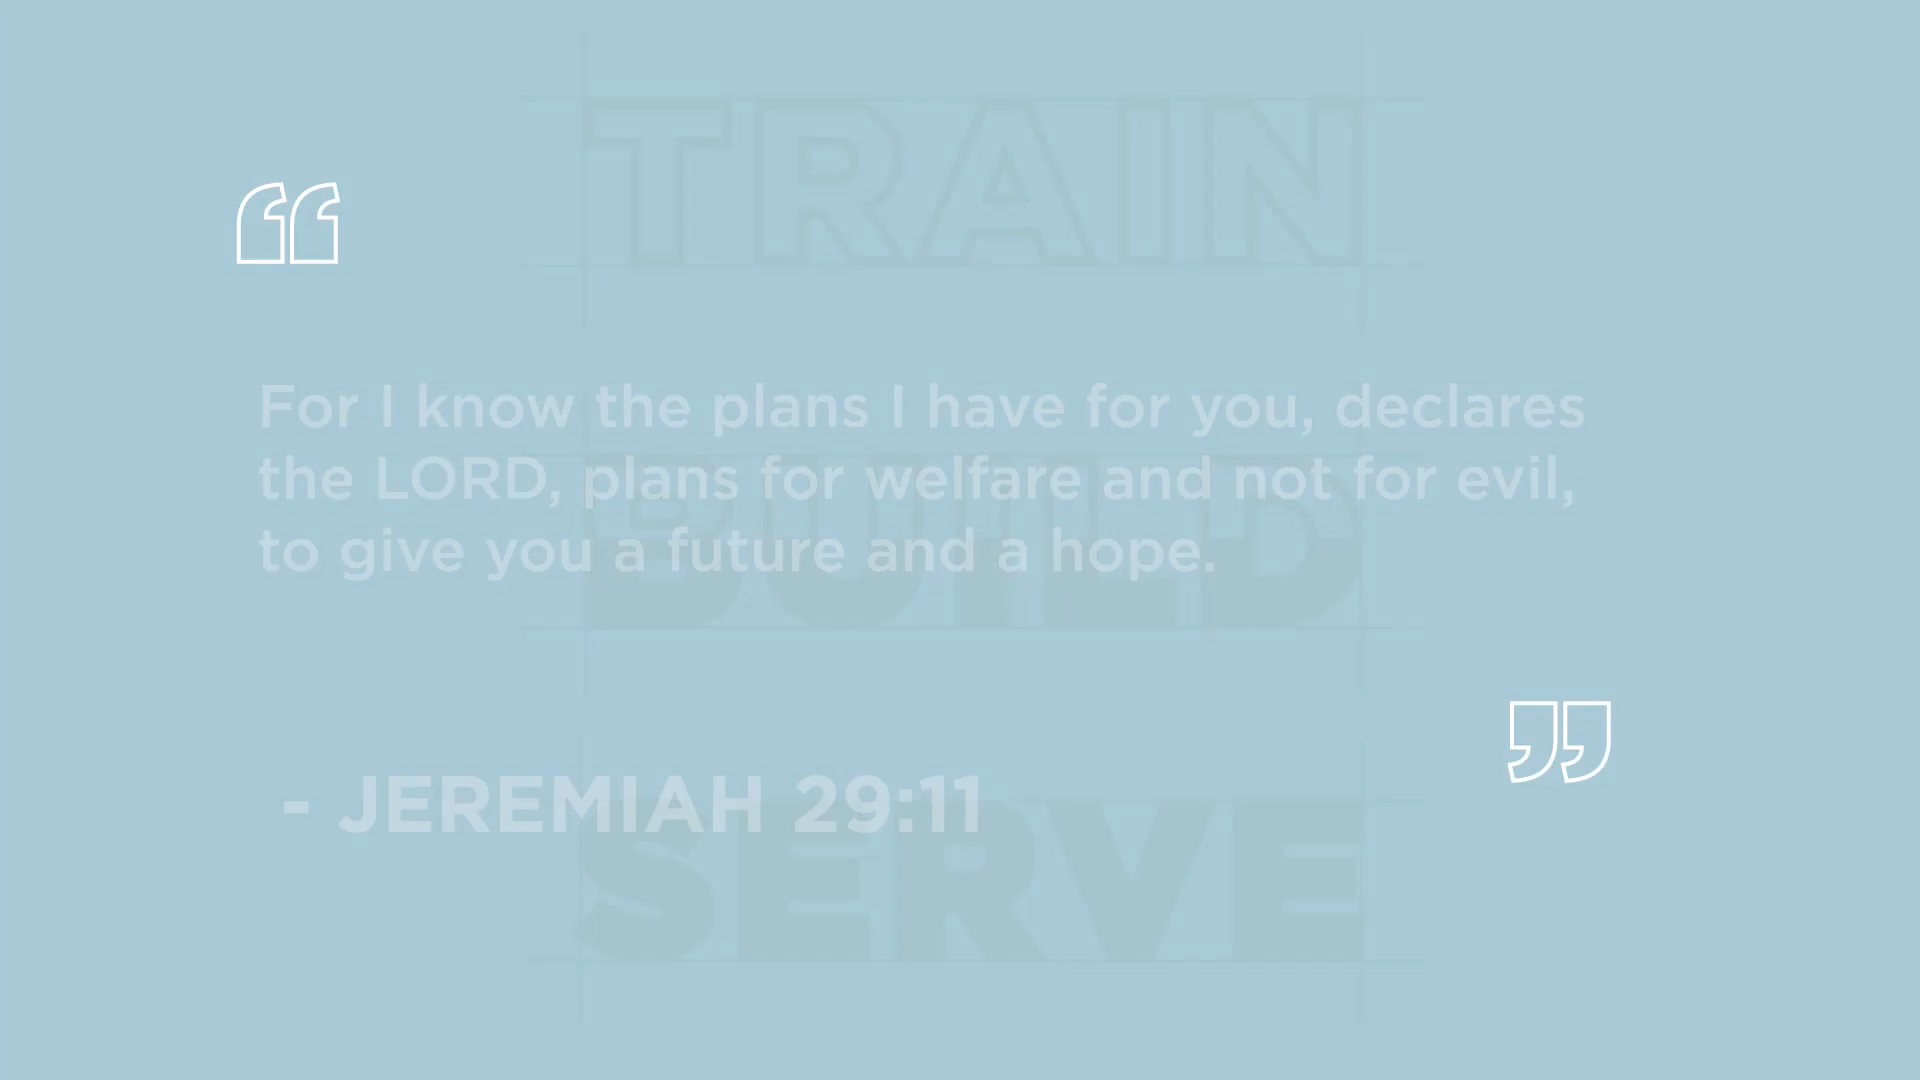 TRAIN
“
For I know the plans I have for you, declares
the LORD, plans for welfare and not for evil,
to give you a future and a hope.
BUILD
”
- JEREMIAH 29:11
SERVE